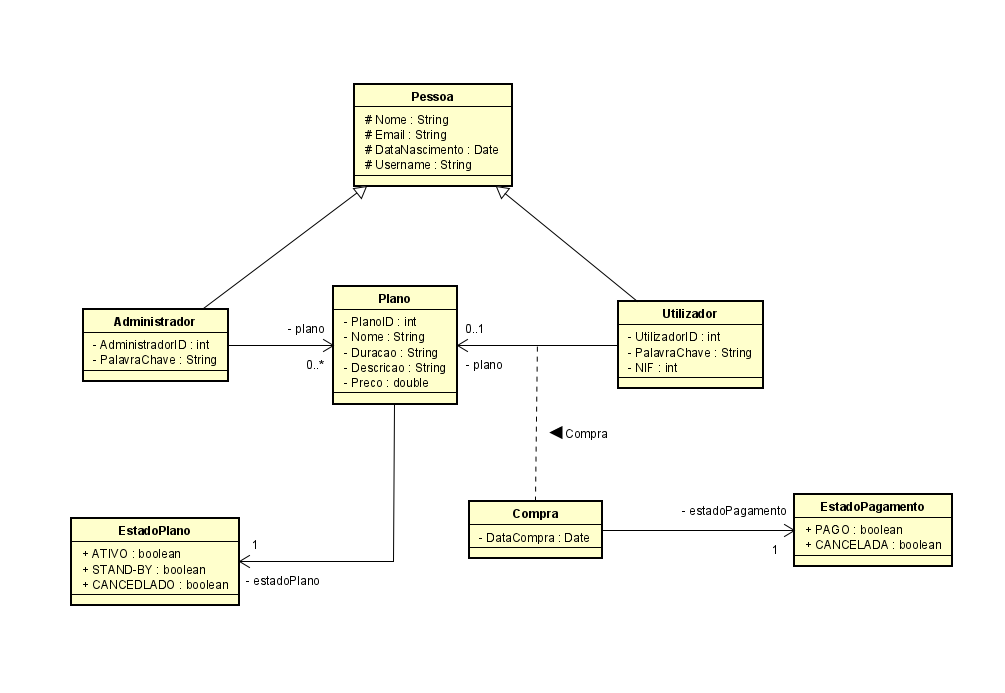 Pessoa
# Nome : String
# Email : String
# DataNascimento : Date
# Username : String
Administrador
- AdministradorID : int
- PalavraChave : String
- plano
0..*
Plano
- PlanoID : int
- Nome : String
- Duracao : String
- Descricao : String
- Preco : double
0..1
- plano
Utilizador
- UtilizadorID : int
- PalavraChave : String
- NIF : int
Compra
EstadoPlano
+ ATIVO : boolean
+ STAND-BY : boolean
+ CANCEDLADO : boolean
1
- estadoPlano
Compra
- DataCompra : Date
- estadoPagamento
1
EstadoPagamento
+ PAGO : boolean
+ CANCELADA : boolean